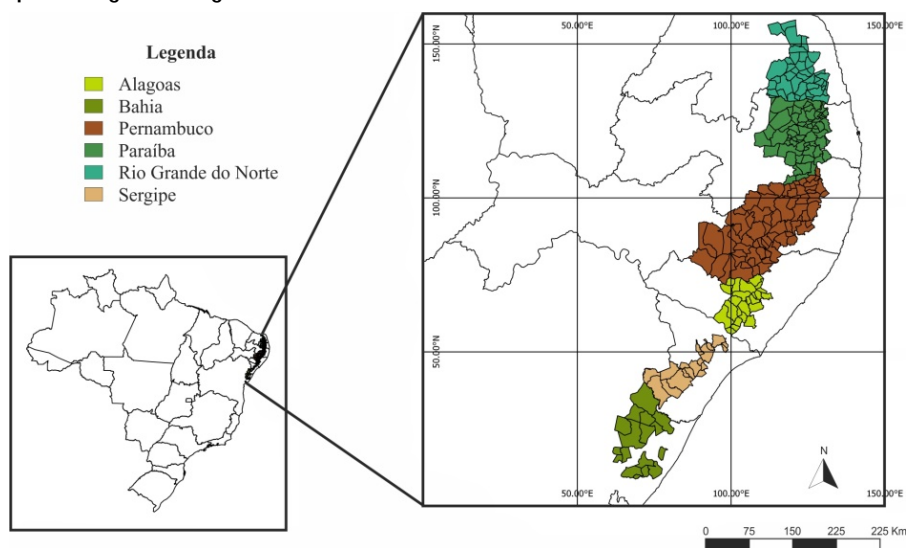 Legenda
Alagoas
Bahia
Pernambuco
Paraíba
Rio Grande do Norte
Sergipe
50.00°E 100.00°E 150.00°E
150.00°N
100.00°N
50.00°N
N
50.00°E 100.00°E 150.00°E
0 75 150 225 225 Km